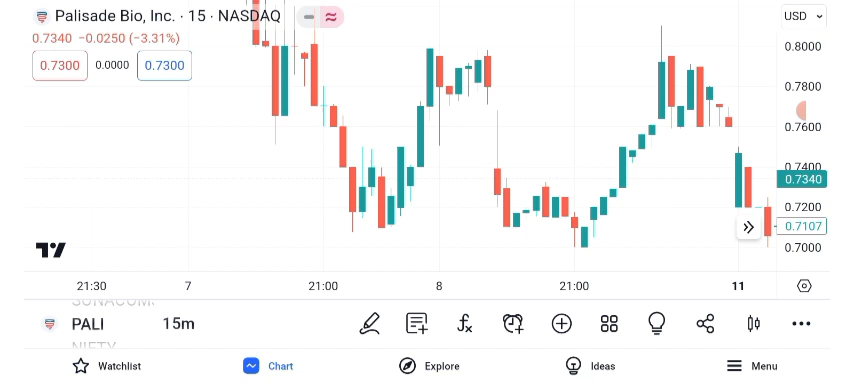 Palisade Bio, Inc. · 15 · NASDAQ
USD
0.7340 −0.0250 (−3.31%)
0.7300 0.0000 0.7300
0.8000
0.7800
0.7600
0.7400
0.7340
0.7200
0.7107
0.7000
21:30 7 21:00 8 21:00 11
PALI 15m
NIFTY
Watchlist Chart Explore Ideas Menu